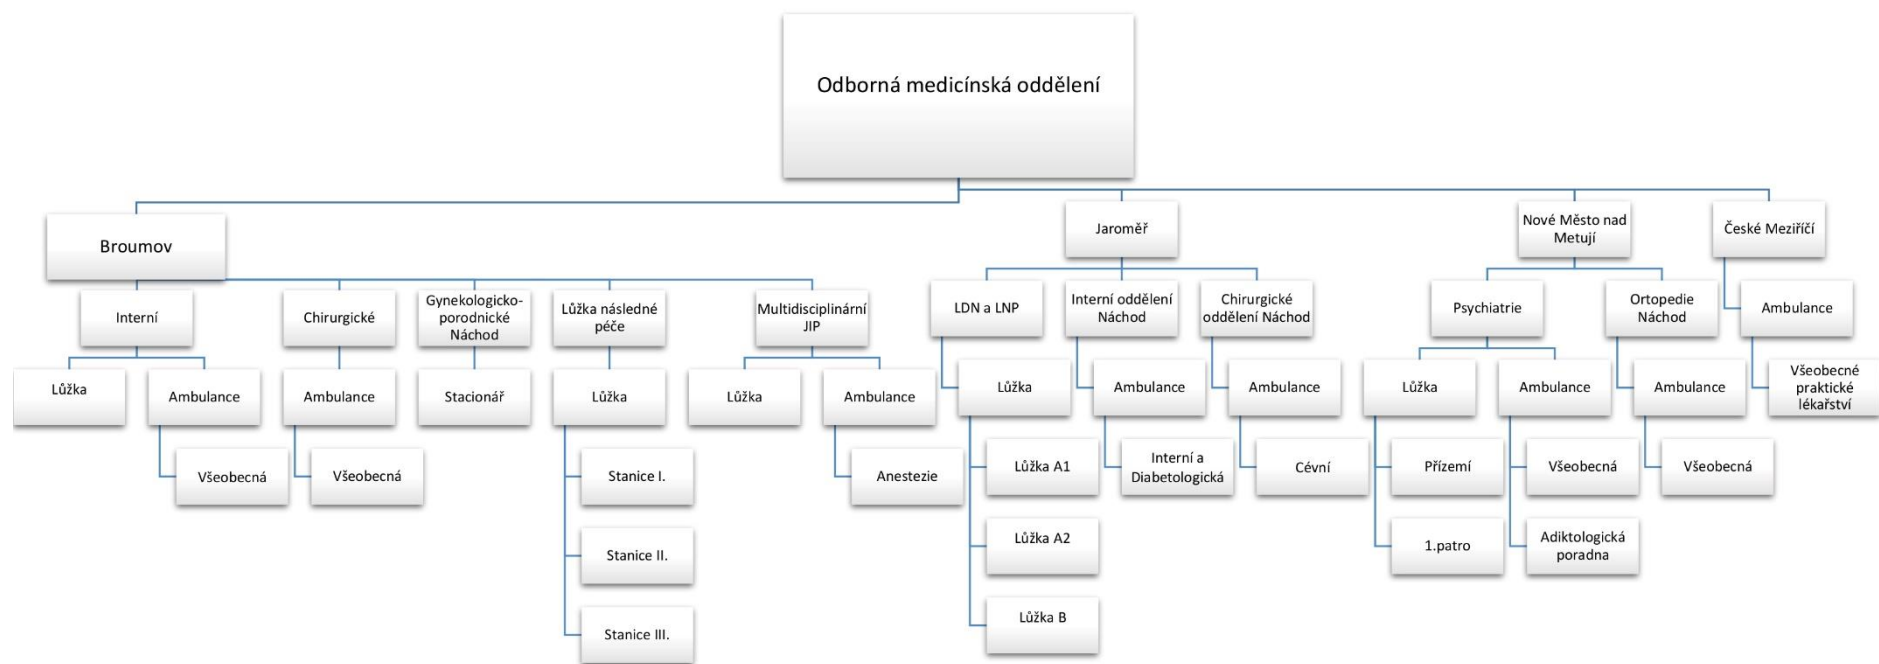 Odborná medicínská oddělení
Broumov
Jaroměř
Nové Město nad
Metují
České Meziříčí
Interní
Chirurgické
Gynekologicko-
porodnické
Náchod
Lůžka následné
péče
Multidisciplinární
JIP
LDN a LNP
Interní oddělení
Náchod
Chirurgické
oddělení Náchod
Psychiatrie
Ortopedie
Náchod
Ambulance
Lůžka
Ambulance
Ambulance
Stacionář
Lůžka
Lůžka
Ambulance
Lůžka
Ambulance
Ambulance
Lůžka
Ambulance
Ambulance
Všeobecné
praktické
lékařství
Všeobecná
Všeobecná
Stanice I.
Anestezie
Lůžka A1
Interní a
Diabetologická
Cévní
Přízemí
Všeobecná
Všeobecná
Stanice II.
Lůžka A2
1.patro
Adiktologická
poradna
Stanice III.
Lůžka B